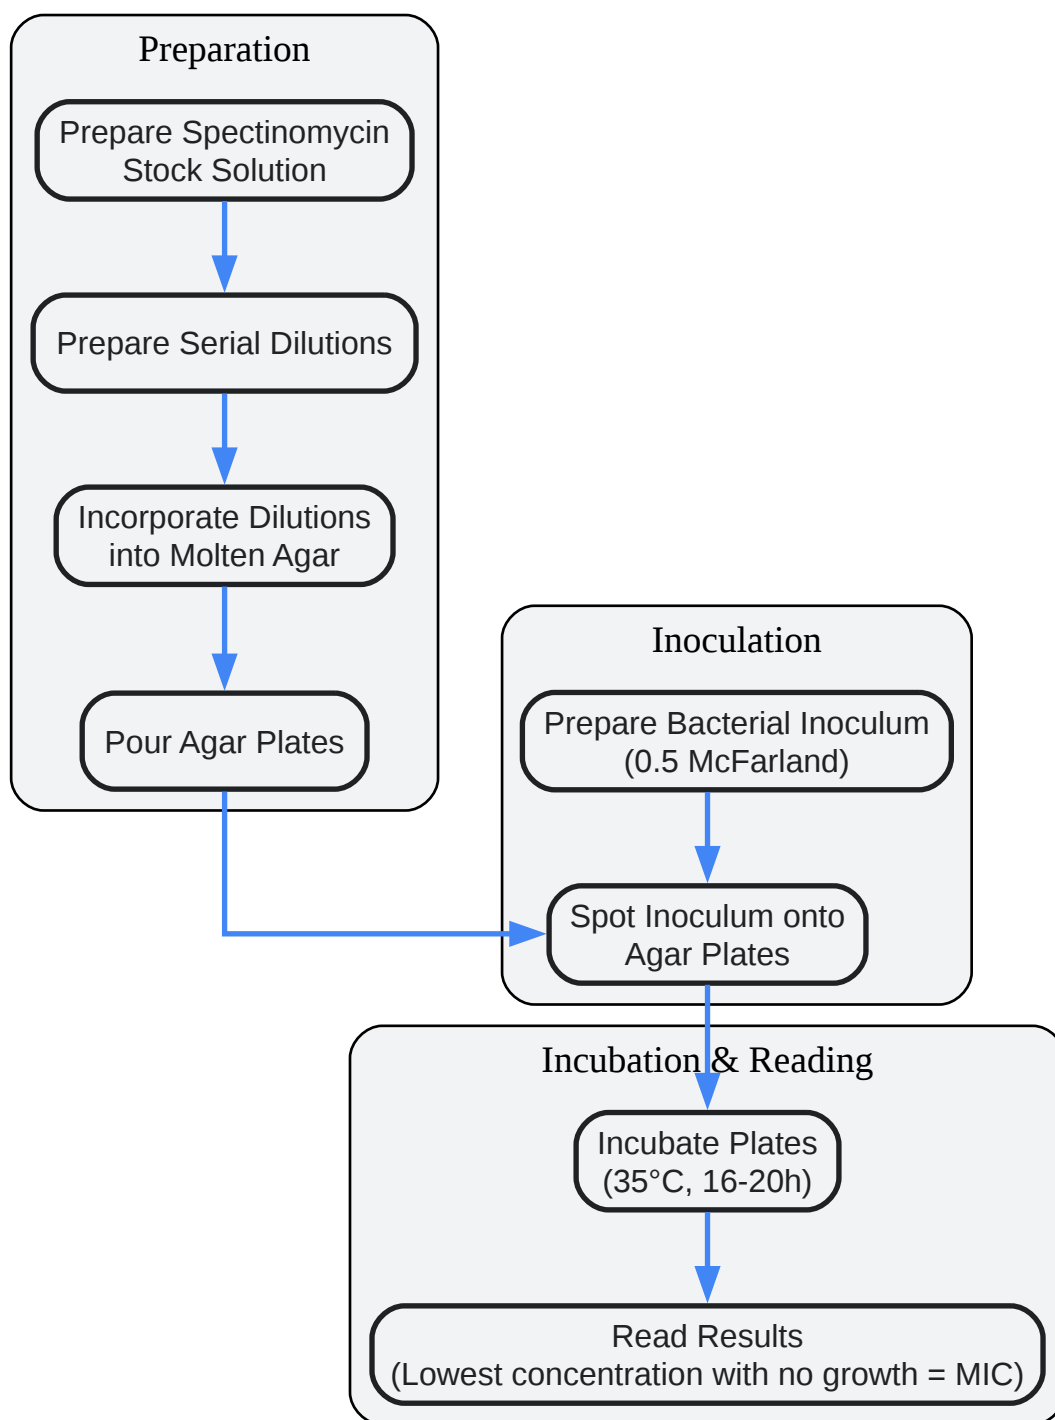 Preparation
Prepare Spectinomycin
Stock Solution
Prepare Serial Dilutions
Incorporate Dilutions
into Molten Agar
Pour Agar Plates
Inoculation
Prepare Bacterial Inoculum
(0.5 McFarland)
Spot Inoculum onto
Agar Plates
Incubation & Reading
Incubate Plates
(35°C, 16-20h)
Read Results
(Lowest concentration with no growth = MIC)